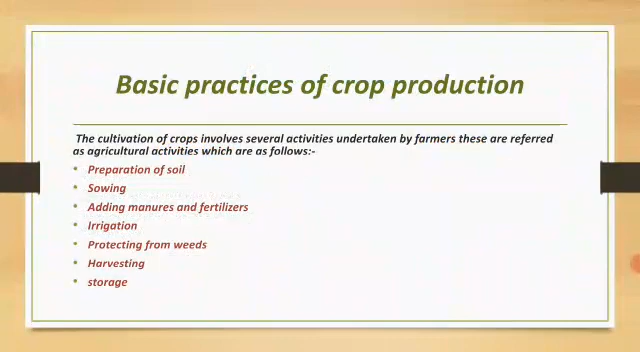 Basic practices of crop production
The cultivation of crops involves several activities undertaken by farmers these are referred
as agricultural activities which are as follows:-
• Preparation of soil
• Sowing
• Adding manures and fertilizers
• Irrigation
• Protecting from weeds
• Harvesting
• storage